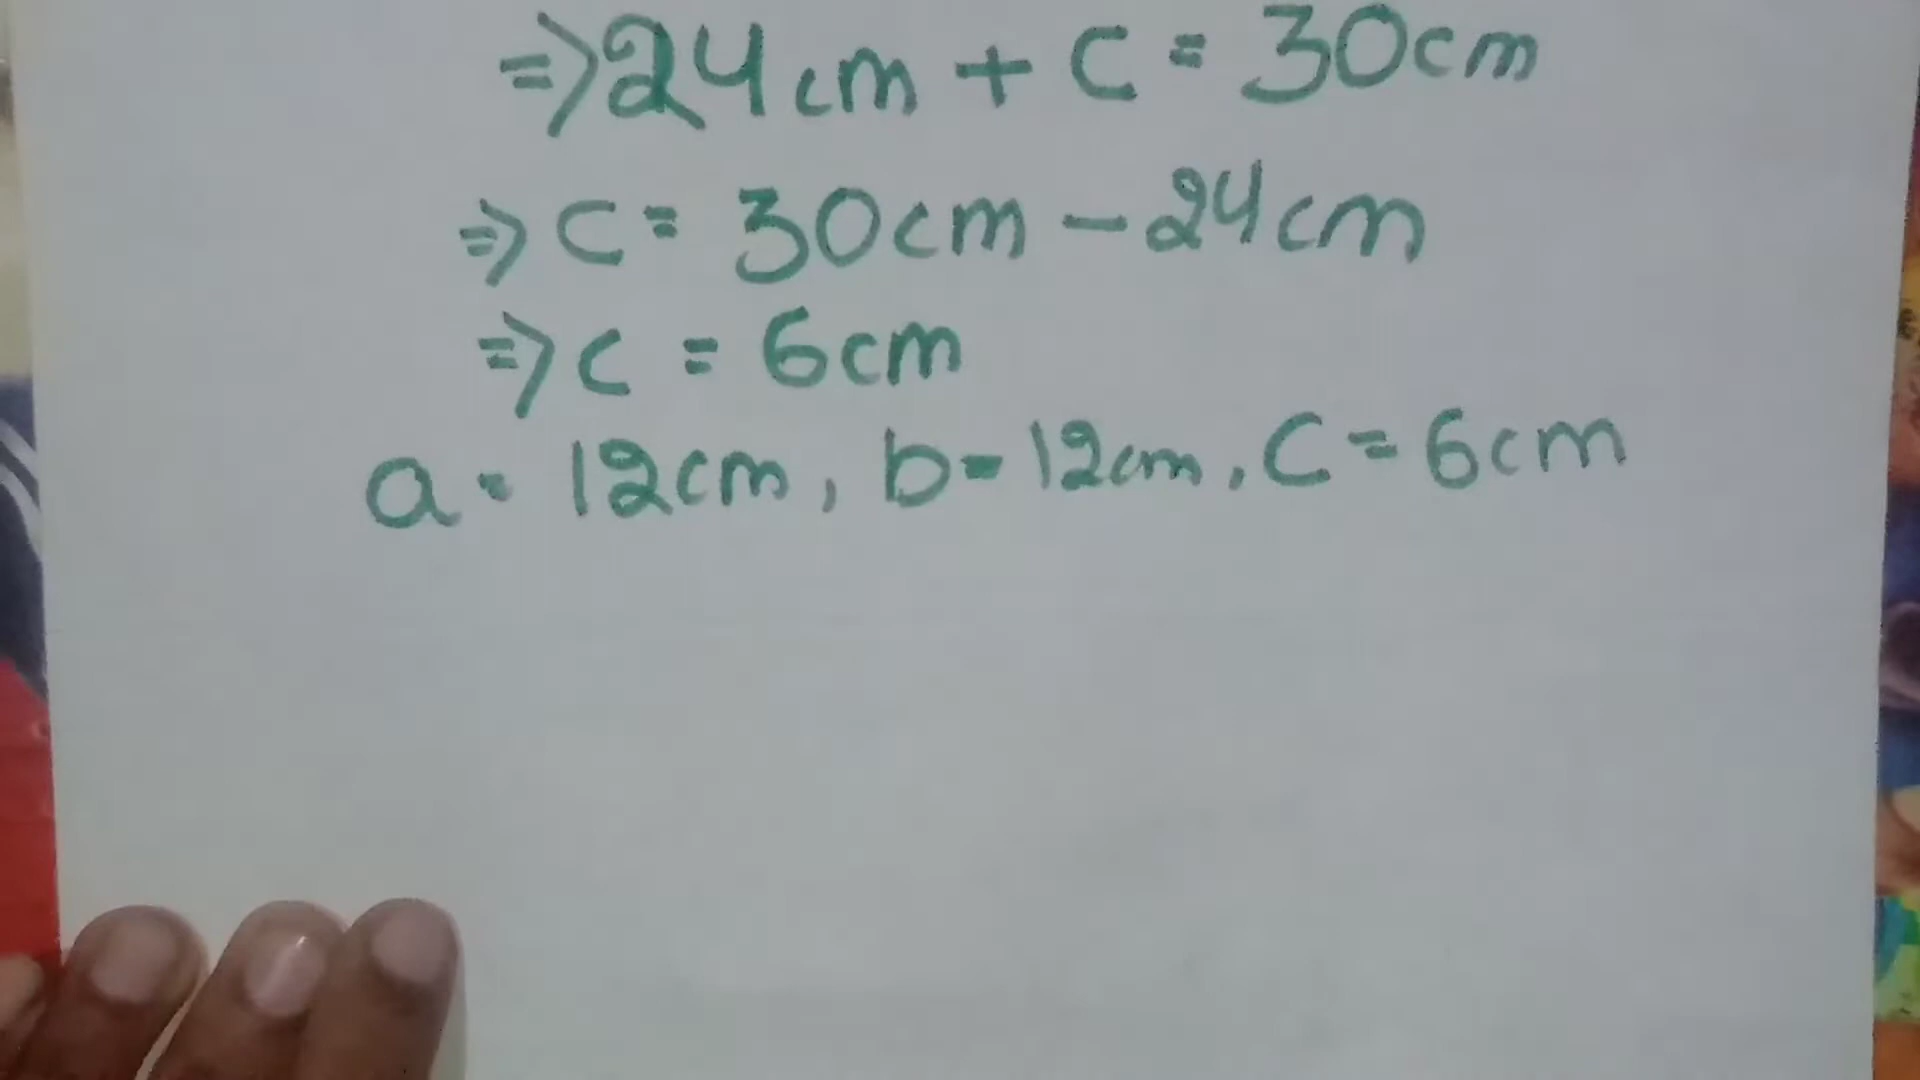 ⇒24cm + C = 30cm
⇒ C = 30cm - 24cm
⇒ C = 6cm
a = 12cm, b = 12cm, C = 6cm